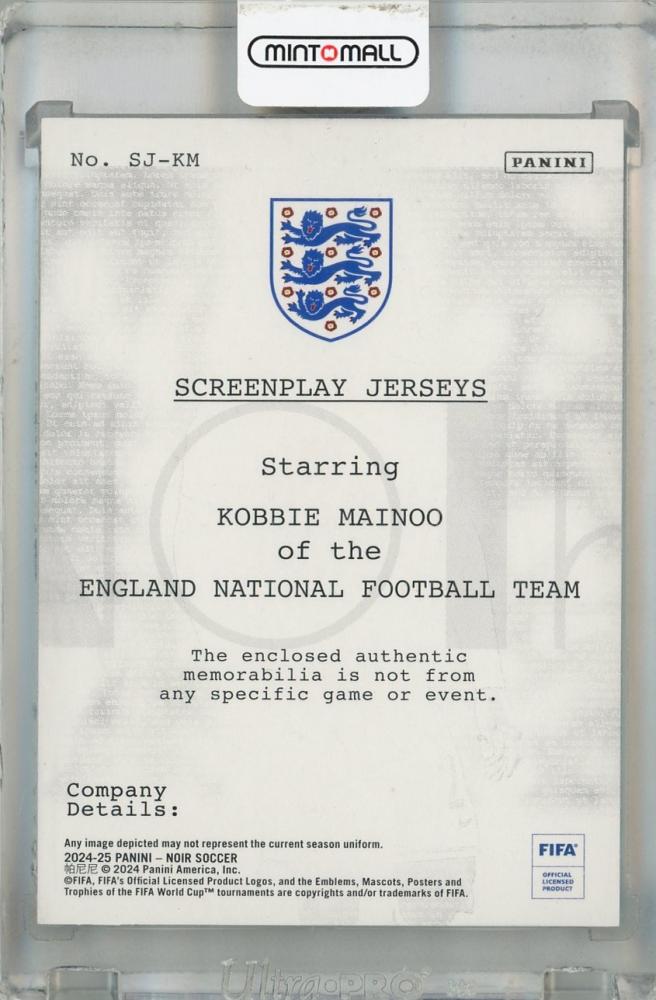 MINTMALL
No. SJ-KM
PANINI
SCREENPLAY JERSEYS
Starring
KOBBIE MAINOO
of the
ENGLAND NATIONAL FOOTBALL TEAM
The enclosed authentic
memorabilia is not from
any specific game or event.
Company
Details:
Any image depicted may not represent the current season uniform.
2024-25 PANINI – NOIR SOCCER
帕尼尼 © 2024 Panini America, Inc.
©FIFA, FIFA's Official Licensed Product Logos, and the Emblems, Mascots, Posters and
Trophies of the FIFA World Cup™ tournaments are copyrights and/or trademarks of FIFA.
FIFA®
OFFICIAL
LICENSED
PRODUCT
Ultra•PRO